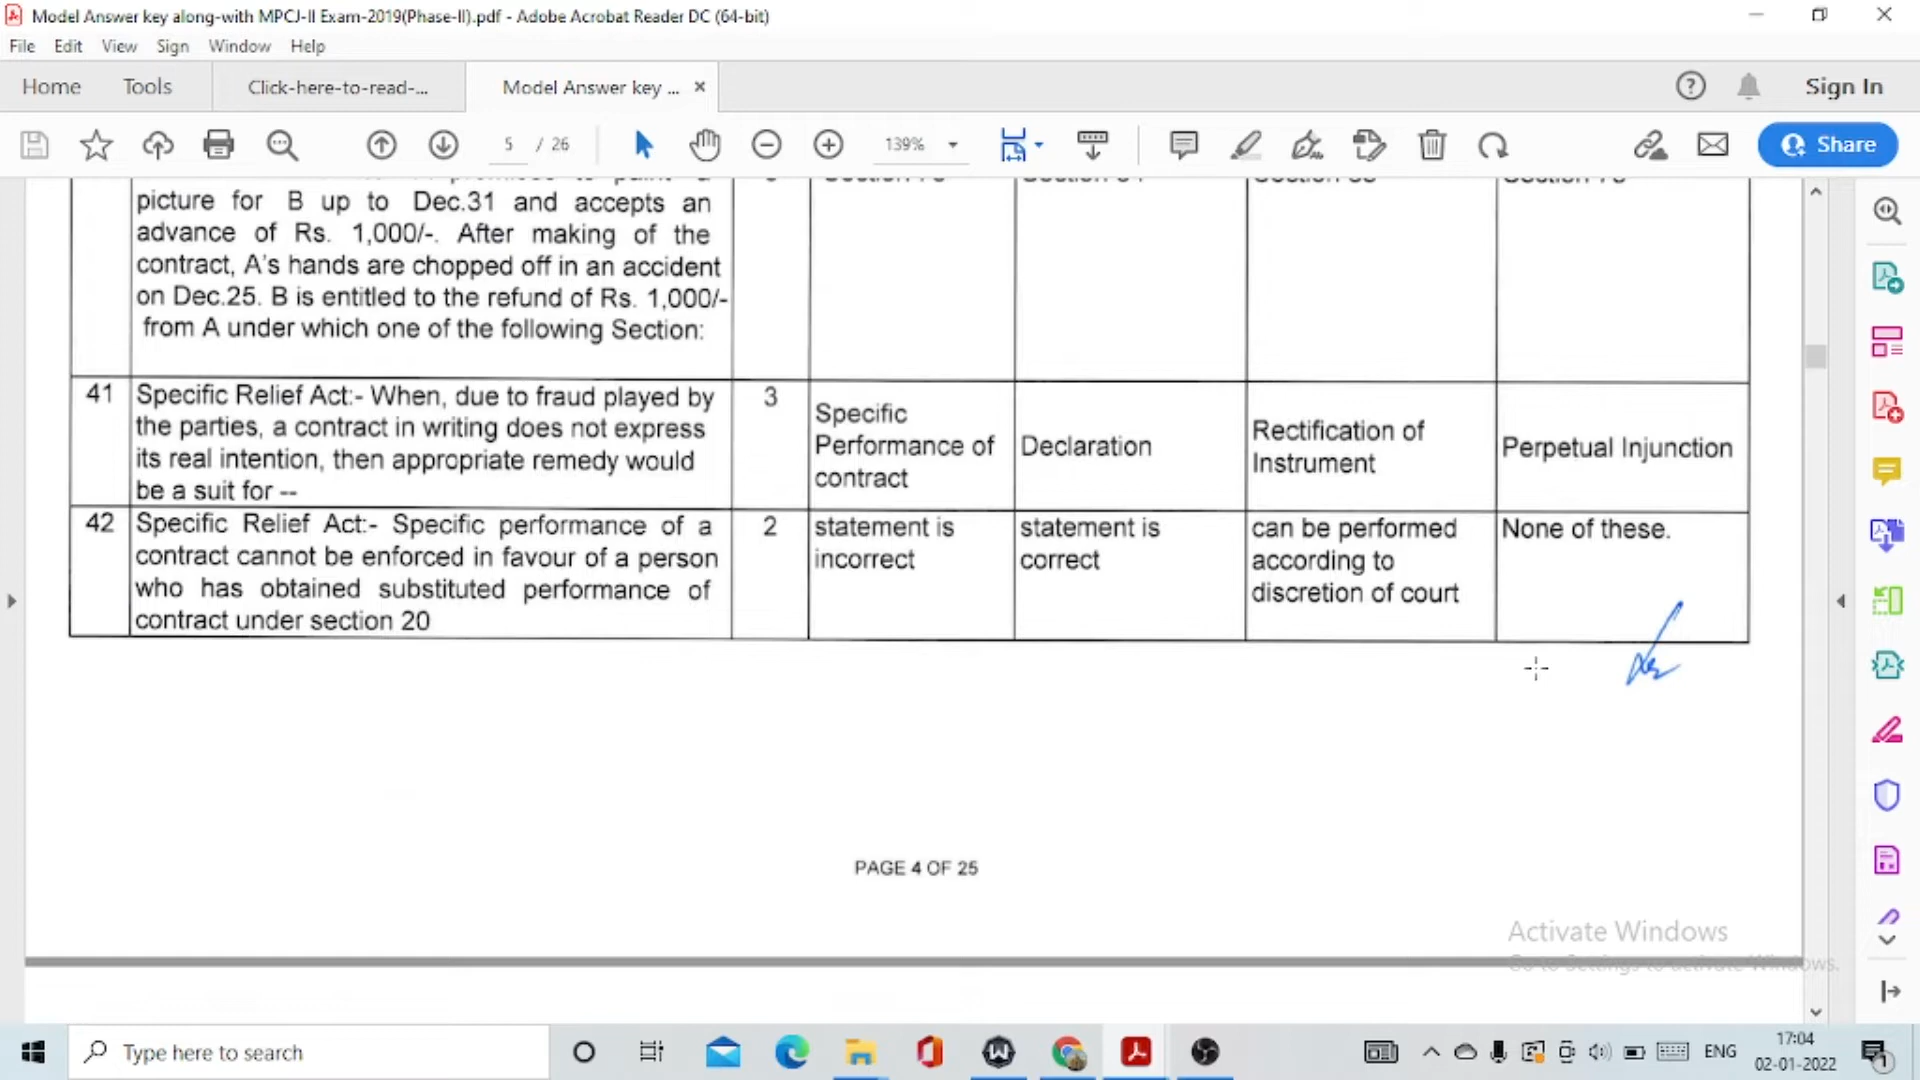 Model Answer key along-with MPCJ-II Exam-2019(Phase-II).pdf - Adobe Acrobat Reader DC (64-bit)
File Edit View Sign Window Help
Home Tools Click-here-to-read-... Model Answer key ... × Sign In
5 / 26 139% Share
picture for B up to Dec.31 and accepts an
advance of Rs. 1,000/-. After making of the
contract, A's hands are chopped off in an accident
on Dec.25. B is entitled to the refund of Rs. 1,000/-
from A under which one of the following Section:
41
Specific Relief Act:- When, due to fraud played by
the parties, a contract in writing does not express
its real intention, then appropriate remedy would
be a suit for --
3
Specific
Performance of
contract
Declaration
Rectification of
Instrument
Perpetual Injunction
42
Specific Relief Act:- Specific performance of a
contract cannot be enforced in favour of a person
who has obtained substituted performance of
contract under section 20
2
statement is
incorrect
statement is
correct
can be performed
according to
discretion of court
None of these.
PAGE 4 OF 25
Activate Windows
Type here to search
ENG
17:04
02-01-2022
1